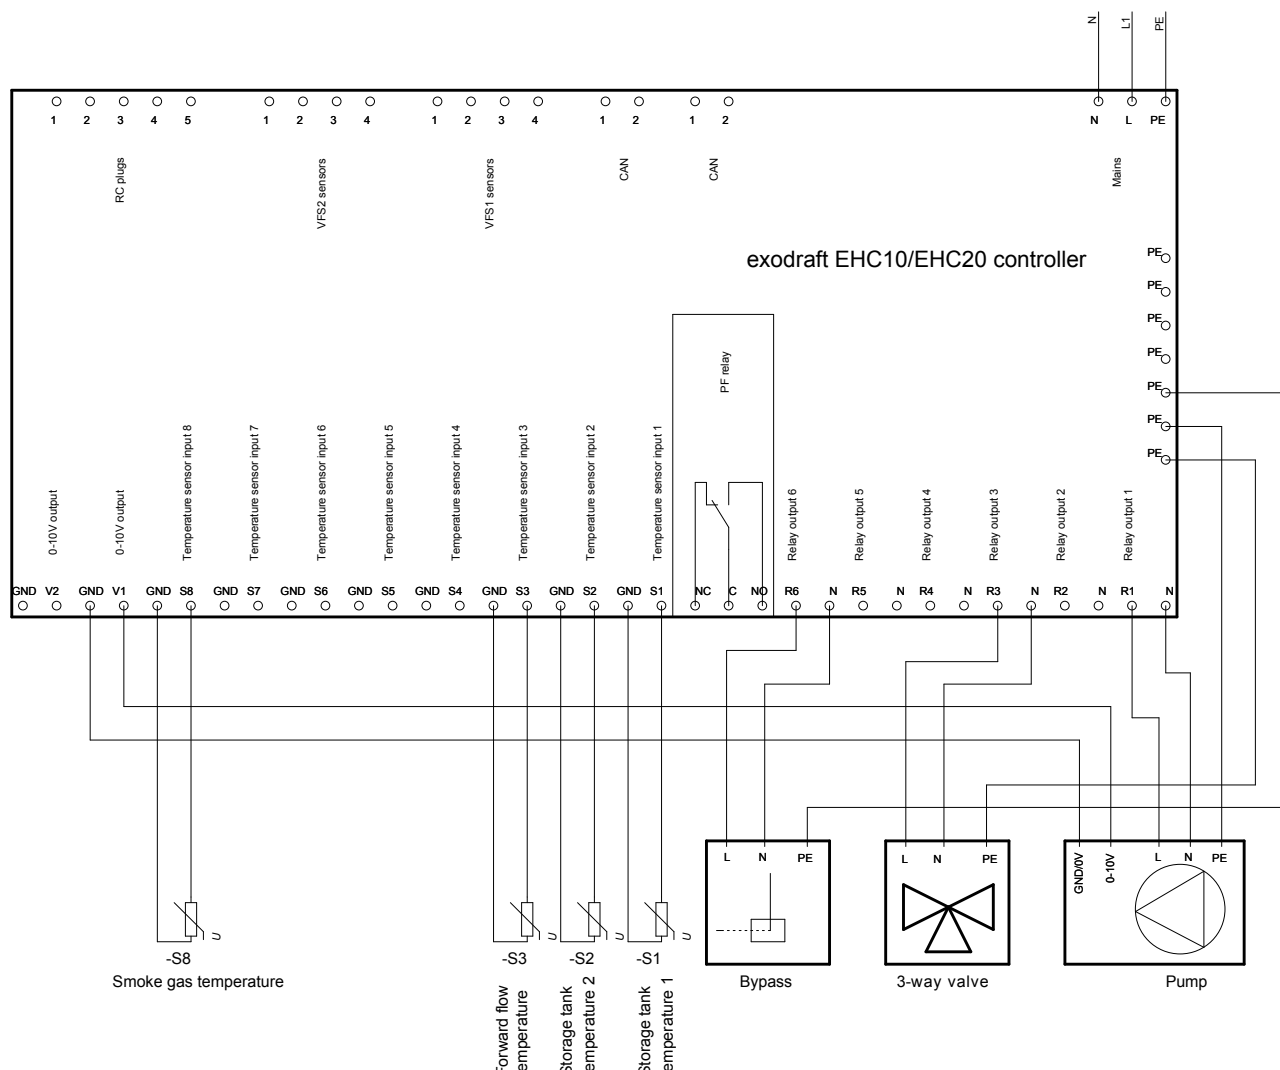 N L1 PE
1 2 3 4 5 1 2 3 4 1 2 3 4 1 2 1 2 N L PE
RC plugs
VFS2 sensors
VFS1 sensors
CAN
CAN
Mains
exodraft EHC10/EHC20 controller
PE
PE
PE
PE
PE
PE
PE
PF relay
0-10V output
0-10V output
Temperature sensor input 8
Temperature sensor input 7
Temperature sensor input 6
Temperature sensor input 5
Temperature sensor input 4
Temperature sensor input 3
Temperature sensor input 2
Temperature sensor input 1
Relay output 6
Relay output 5
Relay output 4
Relay output 3
Relay output 2
Relay output 1
GND V2 GND V1 GND S8 GND S7 GND S6 GND S5 GND S4 GND S3 GND S2 GND S1 NC C NO R6 N R5 N R4 N R3 N R2 N R1 N
L N PE
L N PE
GND/0V 0-10V L N PE
U U U U
-S8
Smoke gas temperature
-S3
Forward flow
emperature
-S2
Storage tank
emperature 2
-S1
Storage tank
emperature 1
Bypass
3-way valve
Pump